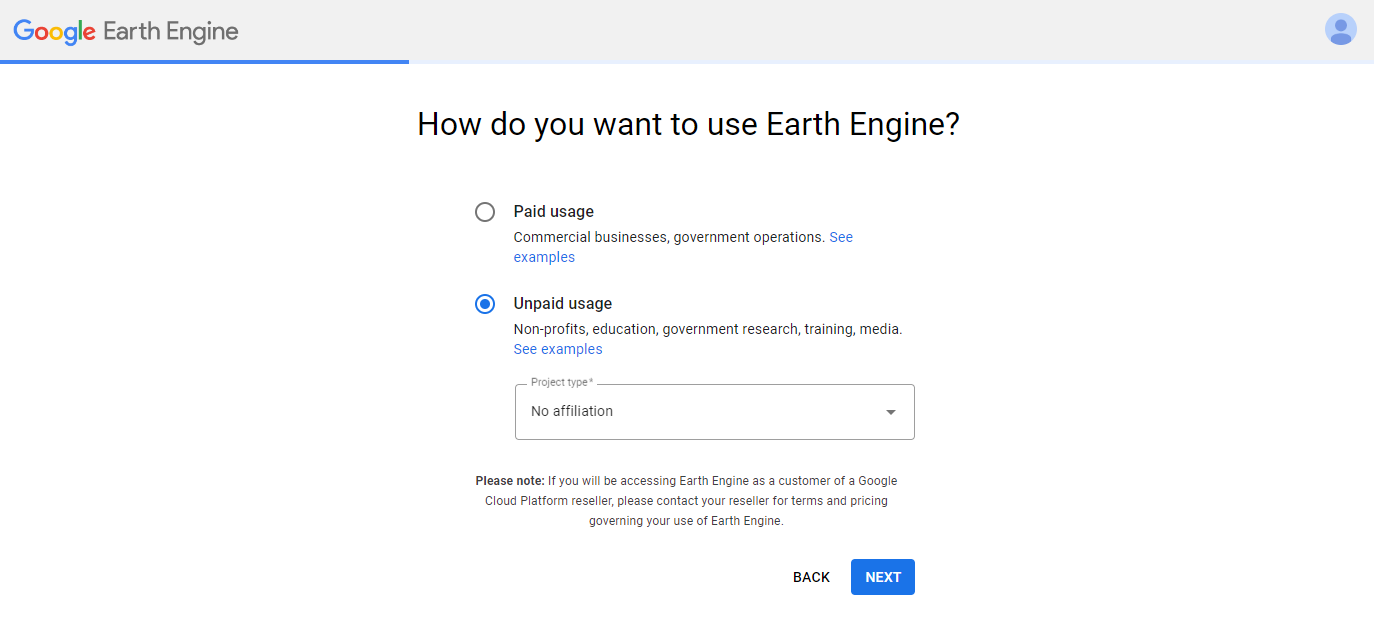 Google Earth Engine
How do you want to use Earth Engine?
Paid usage
Commercial businesses, government operations. See
examples
Unpaid usage
Non-profits, education, government research, training, media.
See examples
Project type*
No affiliation
Please note: If you will be accessing Earth Engine as a customer of a Google
Cloud Platform reseller, please contact your reseller for terms and pricing
governing your use of Earth Engine.
BACK NEXT